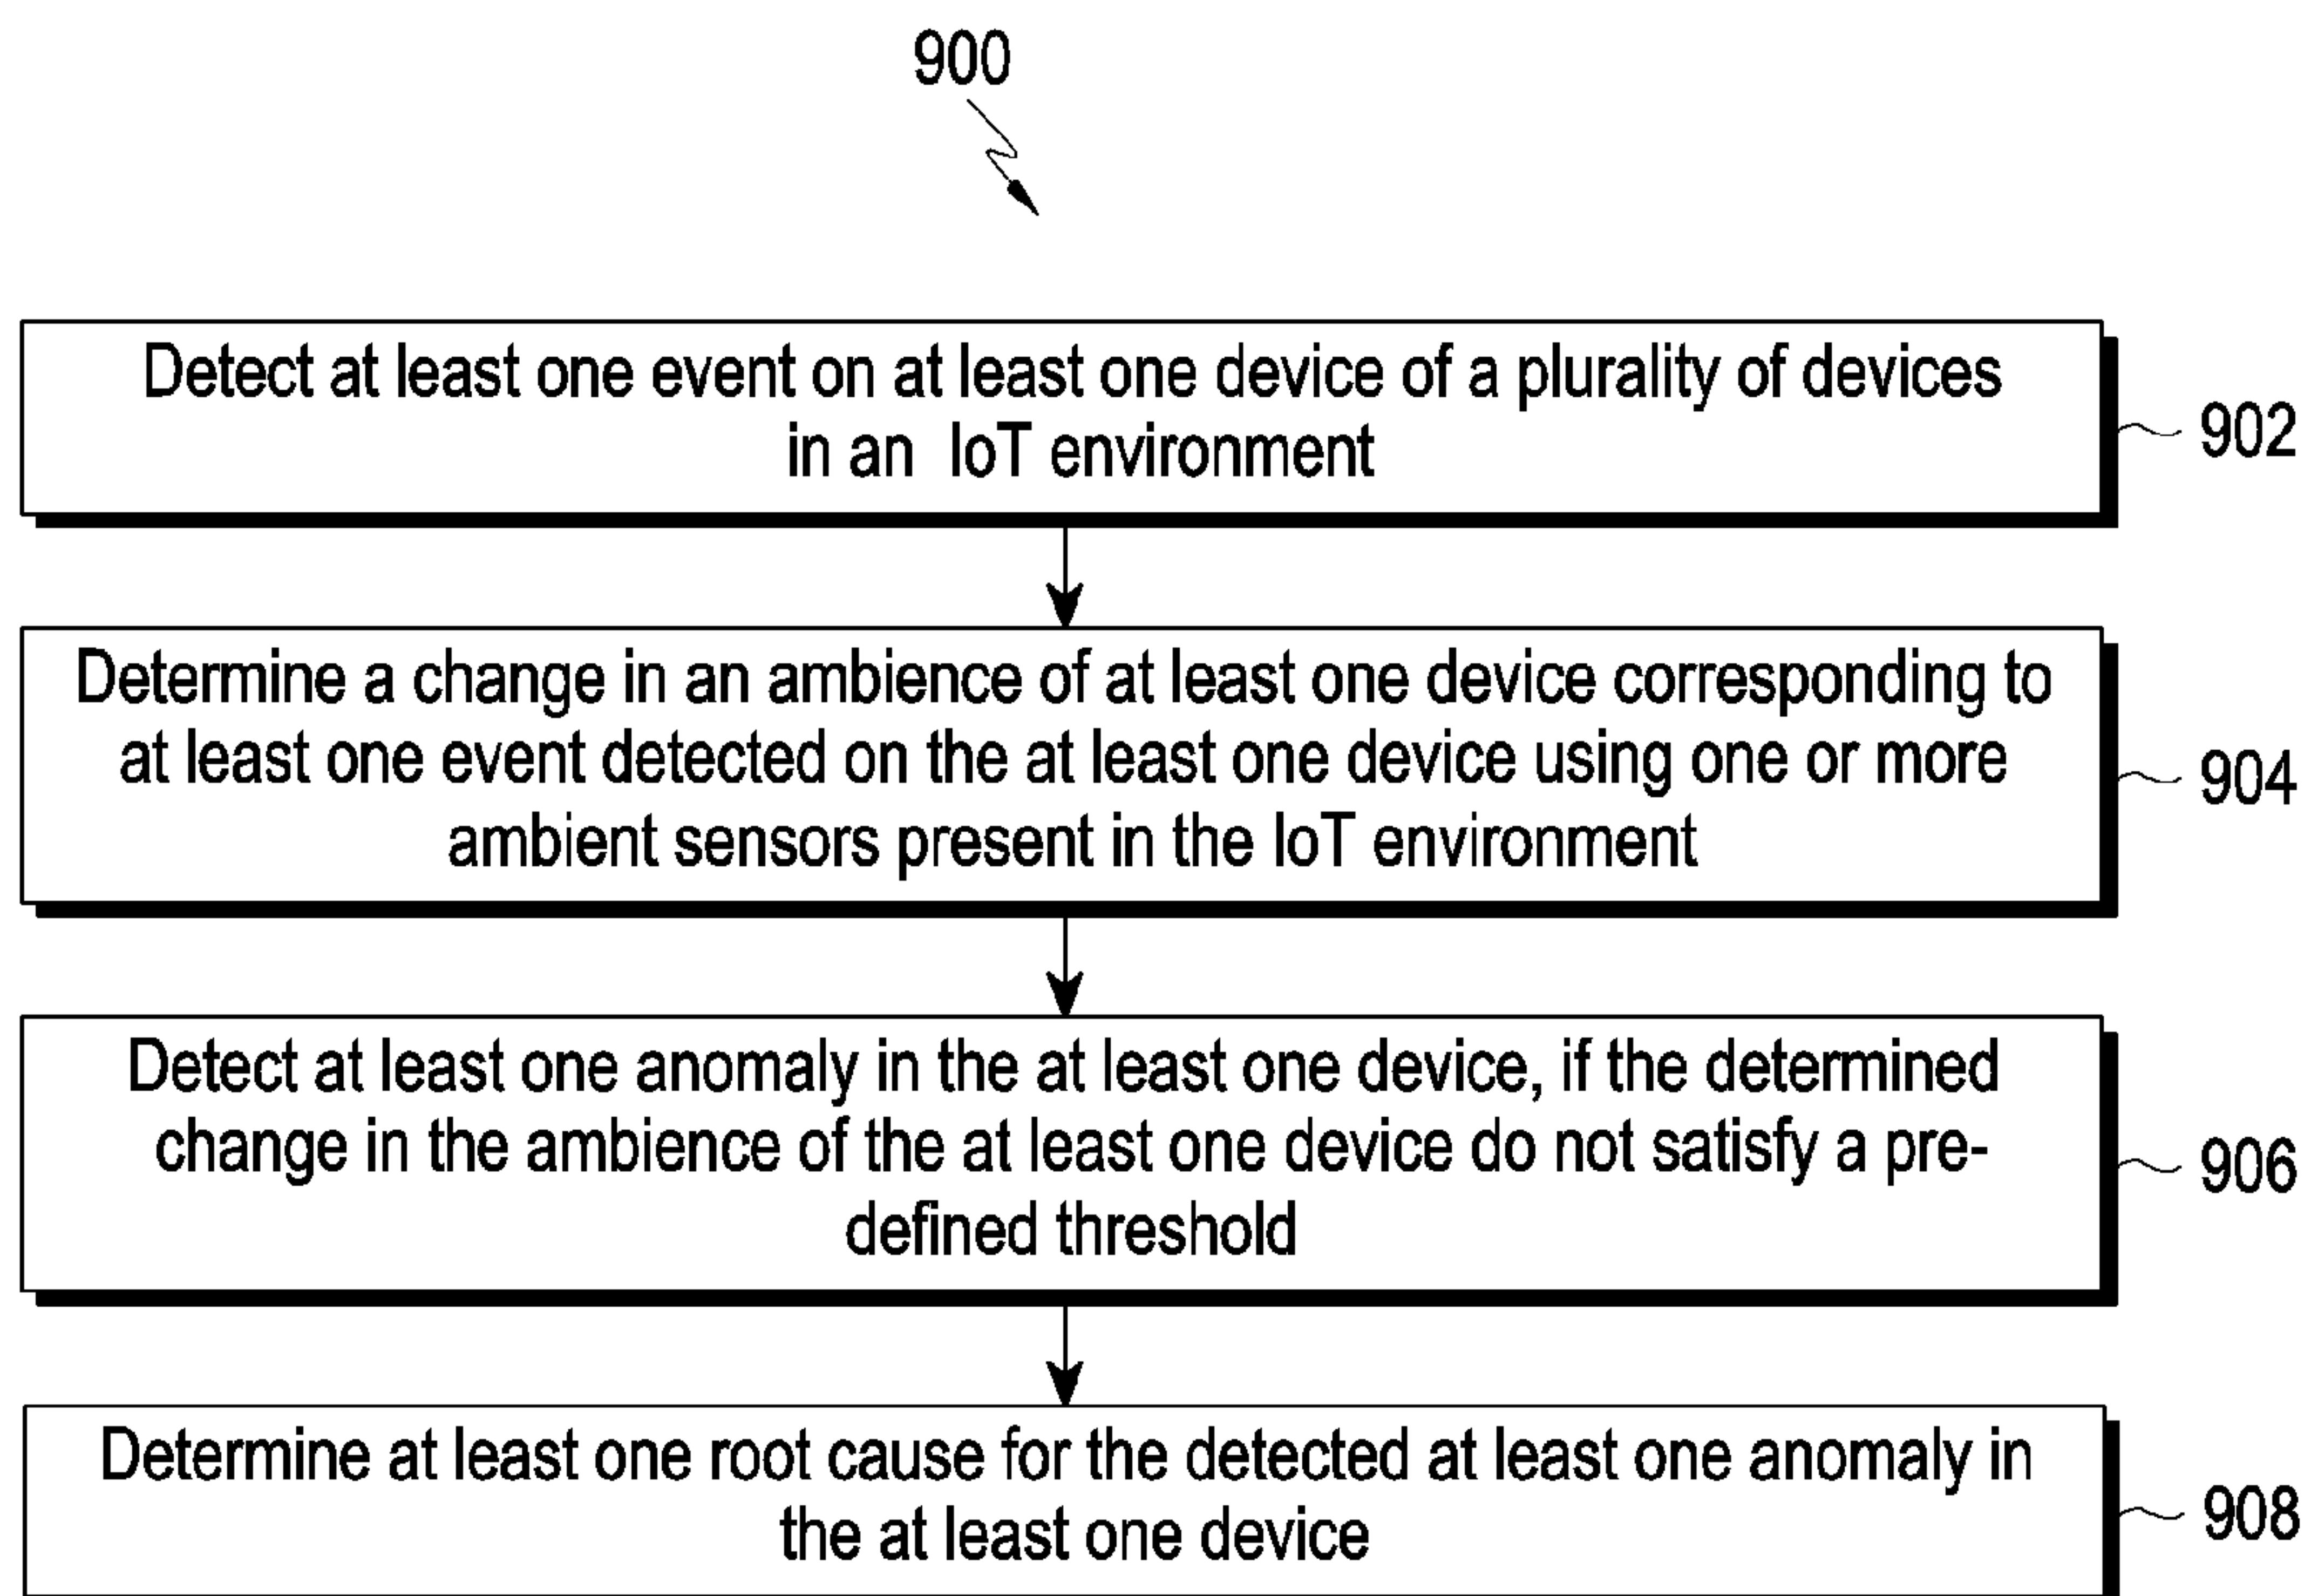 900
Detect at least one event on at least one device of a plurality of devices
in an IoT environment
902
Determine a change in an ambience of at least one device corresponding to
at least one event detected on the at least one device using one or more
ambient sensors present in the IoT environment
904
Detect at least one anomaly in the at least one device, if the determined
change in the ambience of the at least one device do not satisfy a pre-
defined threshold
906
Determine at least one root cause for the detected at least one anomaly in
the at least one device
908